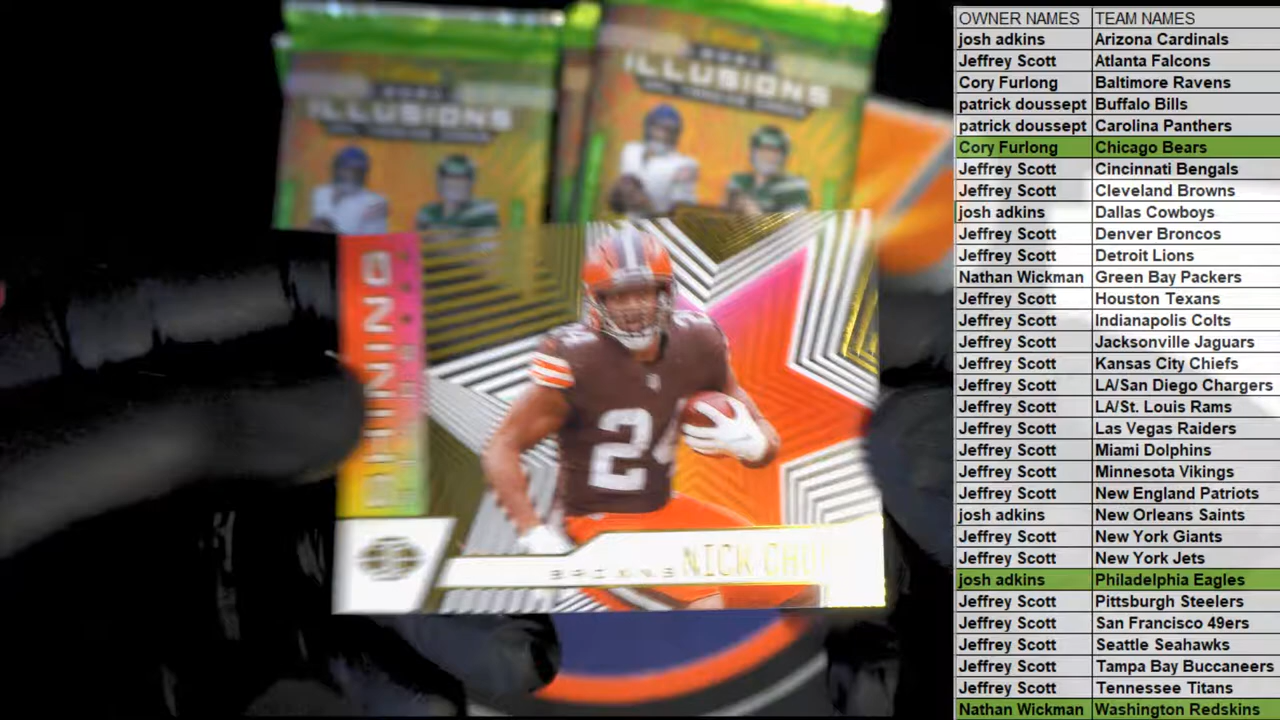 ILLUSIONS
ILLUSIONS
SHINING
24
BROWNS NICK CHU
OWNER NAMES TEAM NAMES
josh adkins Arizona Cardinals
Jeffrey Scott Atlanta Falcons
Cory Furlong Baltimore Ravens
patrick doussept Buffalo Bills
patrick doussept Carolina Panthers
Cory Furlong Chicago Bears
Jeffrey Scott Cincinnati Bengals
Jeffrey Scott Cleveland Browns
josh adkins Dallas Cowboys
Jeffrey Scott Denver Broncos
Jeffrey Scott Detroit Lions
Nathan Wickman Green Bay Packers
Jeffrey Scott Houston Texans
Jeffrey Scott Indianapolis Colts
Jeffrey Scott Jacksonville Jaguars
Jeffrey Scott Kansas City Chiefs
Jeffrey Scott LA/San Diego Chargers
Jeffrey Scott LA/St. Louis Rams
Jeffrey Scott Las Vegas Raiders
Jeffrey Scott Miami Dolphins
Jeffrey Scott Minnesota Vikings
Jeffrey Scott New England Patriots
josh adkins New Orleans Saints
Jeffrey Scott New York Giants
Jeffrey Scott New York Jets
josh adkins Philadelphia Eagles
Jeffrey Scott Pittsburgh Steelers
Jeffrey Scott San Francisco 49ers
Jeffrey Scott Seattle Seahawks
Jeffrey Scott Tampa Bay Buccaneers
Jeffrey Scott Tennessee Titans
Nathan Wickman Washington Redskins